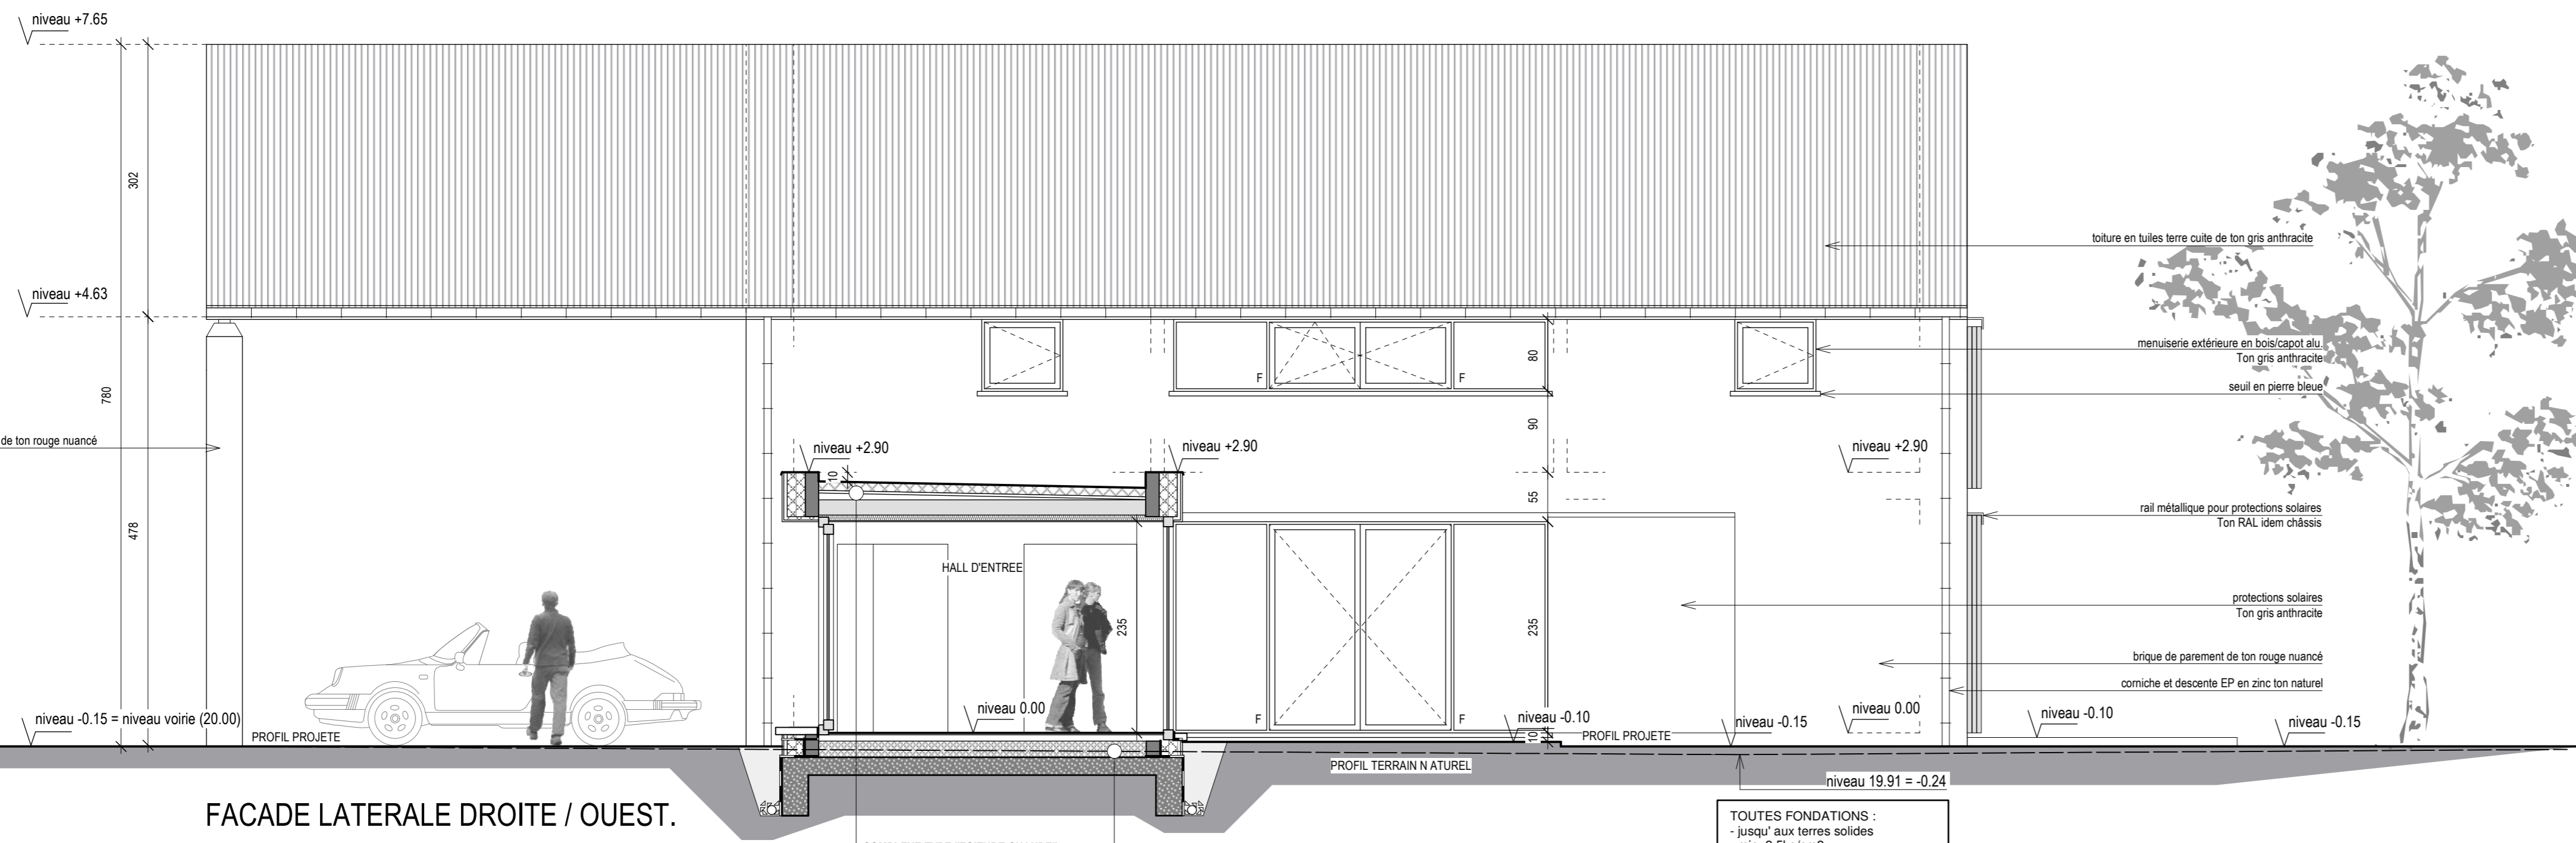 niveau +7.65
302
niveau +4.63
780
478
toiture en tuiles terre cuite de ton gris anthracite
menuiserie extérieure en bois/capot alu.
Ton gris anthracite
seuil en pierre bleue
80
F
F
90
de ton rouge nuancé
niveau +2.90
10
niveau +2.90
niveau +2.90
55
rail métallique pour protections solaires
Ton RAL idem châssis
HALL D'ENTREE
235
235
protections solaires
Ton gris anthracite
brique de parement de ton rouge nuancé
corniche et descente EP en zinc ton naturel
niveau -0.15 = niveau voirie (20.00)
PROFIL PROJETE
niveau 0.00
F
F
niveau -0.10
10
PROFIL PROJETE
niveau -0.15
niveau 0.00
niveau -0.10
niveau -0.15
PROFIL TERRAIN N ATUREL
niveau 19.91 = -0.24
FACADE LATERALE DROITE / OUEST.
TOUTES FONDATIONS :
- jusqu' aux terres solides